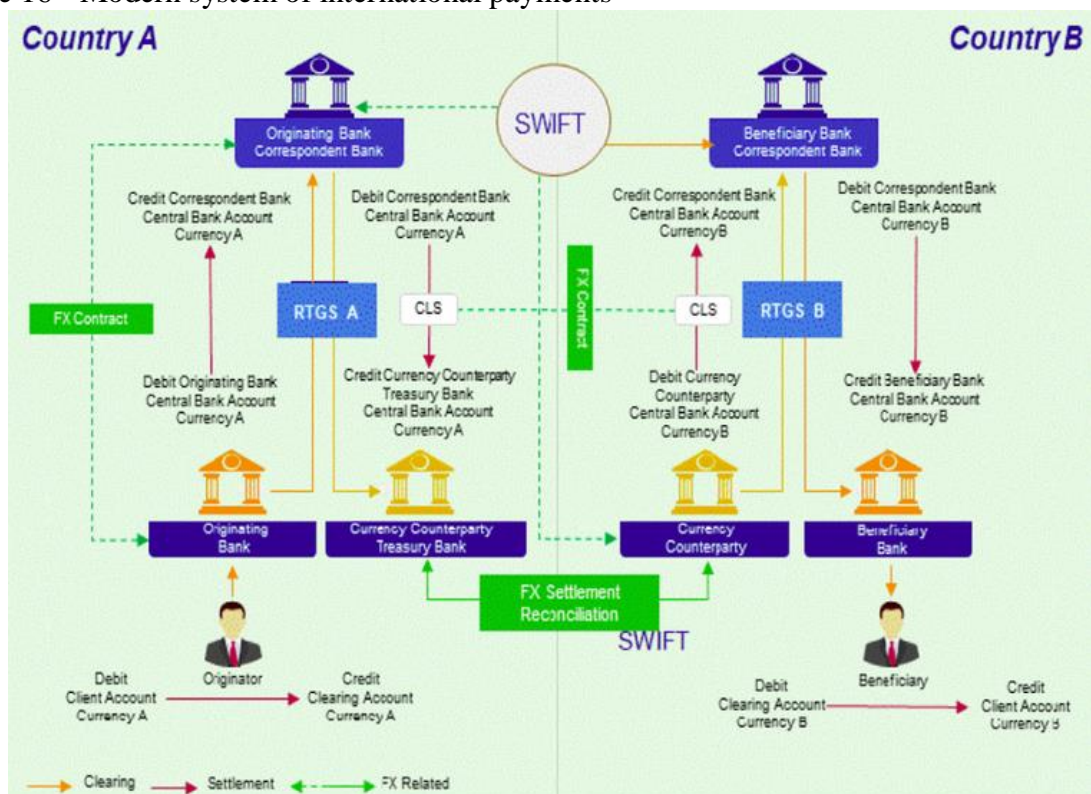 Modern system of international payments
Country A
Country B
SWIFT
Originating Bank
Correspondent Bank
Beneficiary Bank
Correspondent Bank
Credit Correspondent Bank
Central Bank Account
Currency A
Debit Correspondent Bank
Central Bank Account
Currency A
Credit Correspondent Bank
Central Bank Account
Currency B
Debit Correspondent Bank
Central Bank Account
Currency B
FX Contract
RTGS A
CLS
FX Contract
CLS
RTGS B
Debit Originating Bank
Central Bank Account
Currency A
Credit Currency Counterparty
Treasury Bank
Central Bank Account
Currency A
Debit Currency
Counterparty
Central Bank Account
Currency B
Credit Beneficiary Bank
Central Bank Account
Currency B
Originating
Bank
Currency Counterparty
Treasury Bank
Currency
Counterparty
Beneficiary
Bank
FX Settlement
Reconciliation
SWIFT
Originator
Beneficiary
Debit
Client Account
Currency A
Credit
Clearing Account
Currency A
Debit
Clearing Account
Currency B
Credit
Client Account
Currency B
Clearing
Settlement
FX Related